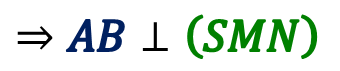 ⇒ AB ⊥ (SMN)